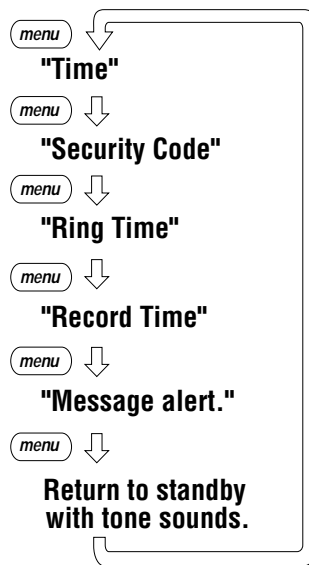 menu
"Time"
menu
"Security Code"
menu
"Ring Time"
menu
"Record Time"
menu
"Message alert."
menu
Return to standby
with tone sounds.